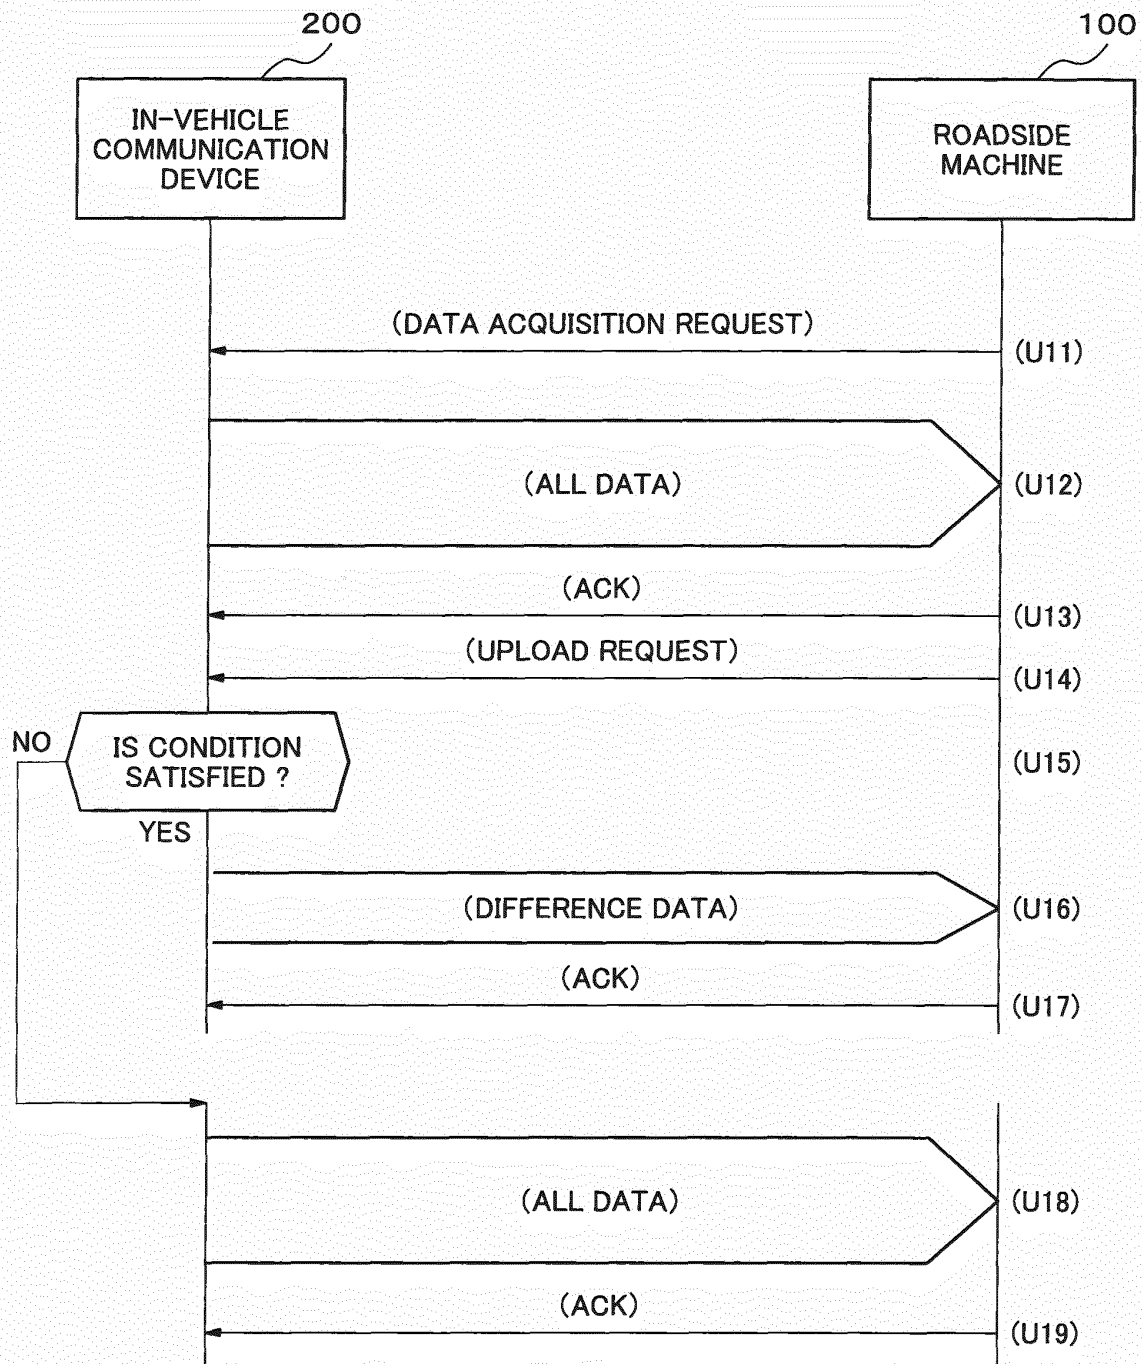 200
100
IN-VEHICLE
COMMUNICATION
DEVICE
ROADSIDE
MACHINE
(DATA ACQUISITION REQUEST)
(U11)
(ALL DATA)
(U12)
(ACK)
(U13)
(UPLOAD REQUEST)
(U14)
NO
IS CONDITION
SATISFIED ?
(U15)
YES
(DIFFERENCE DATA)
(U16)
(ACK)
(U17)
(ALL DATA)
(U18)
(ACK)
(U19)